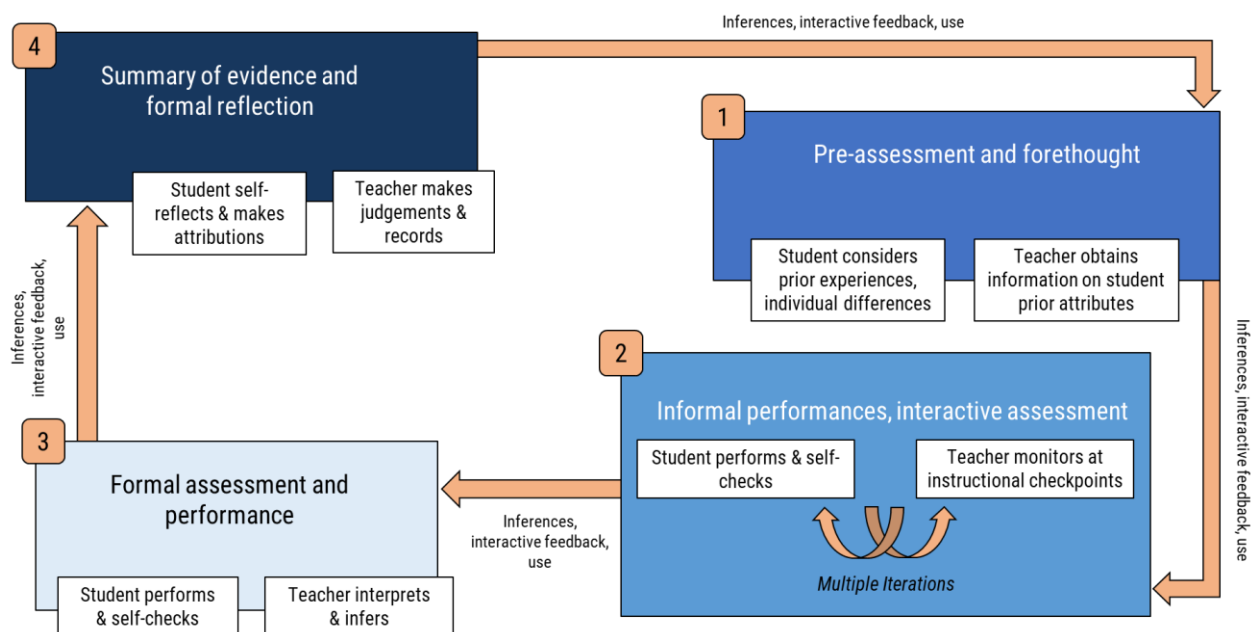 Inferences, interactive feedback, use
4
Summary of evidence and
formal reflection
Student self-
reflects & makes
attributions
Teacher makes
judgements &
records
1
Pre-assessment and forethought
Student considers
prior experiences,
individual differences
Teacher obtains
information on student
prior attributes
Inferences, interactive feedback, use
2
Informal performances, interactive assessment
Student performs & self-
checks
Teacher monitors at
instructional checkpoints
Multiple Iterations
Inferences,
interactive feedback,
use
3
Formal assessment and
performance
Student performs
& self-checks
Teacher interprets
& infers
Inferences,
interactive feedback,
use